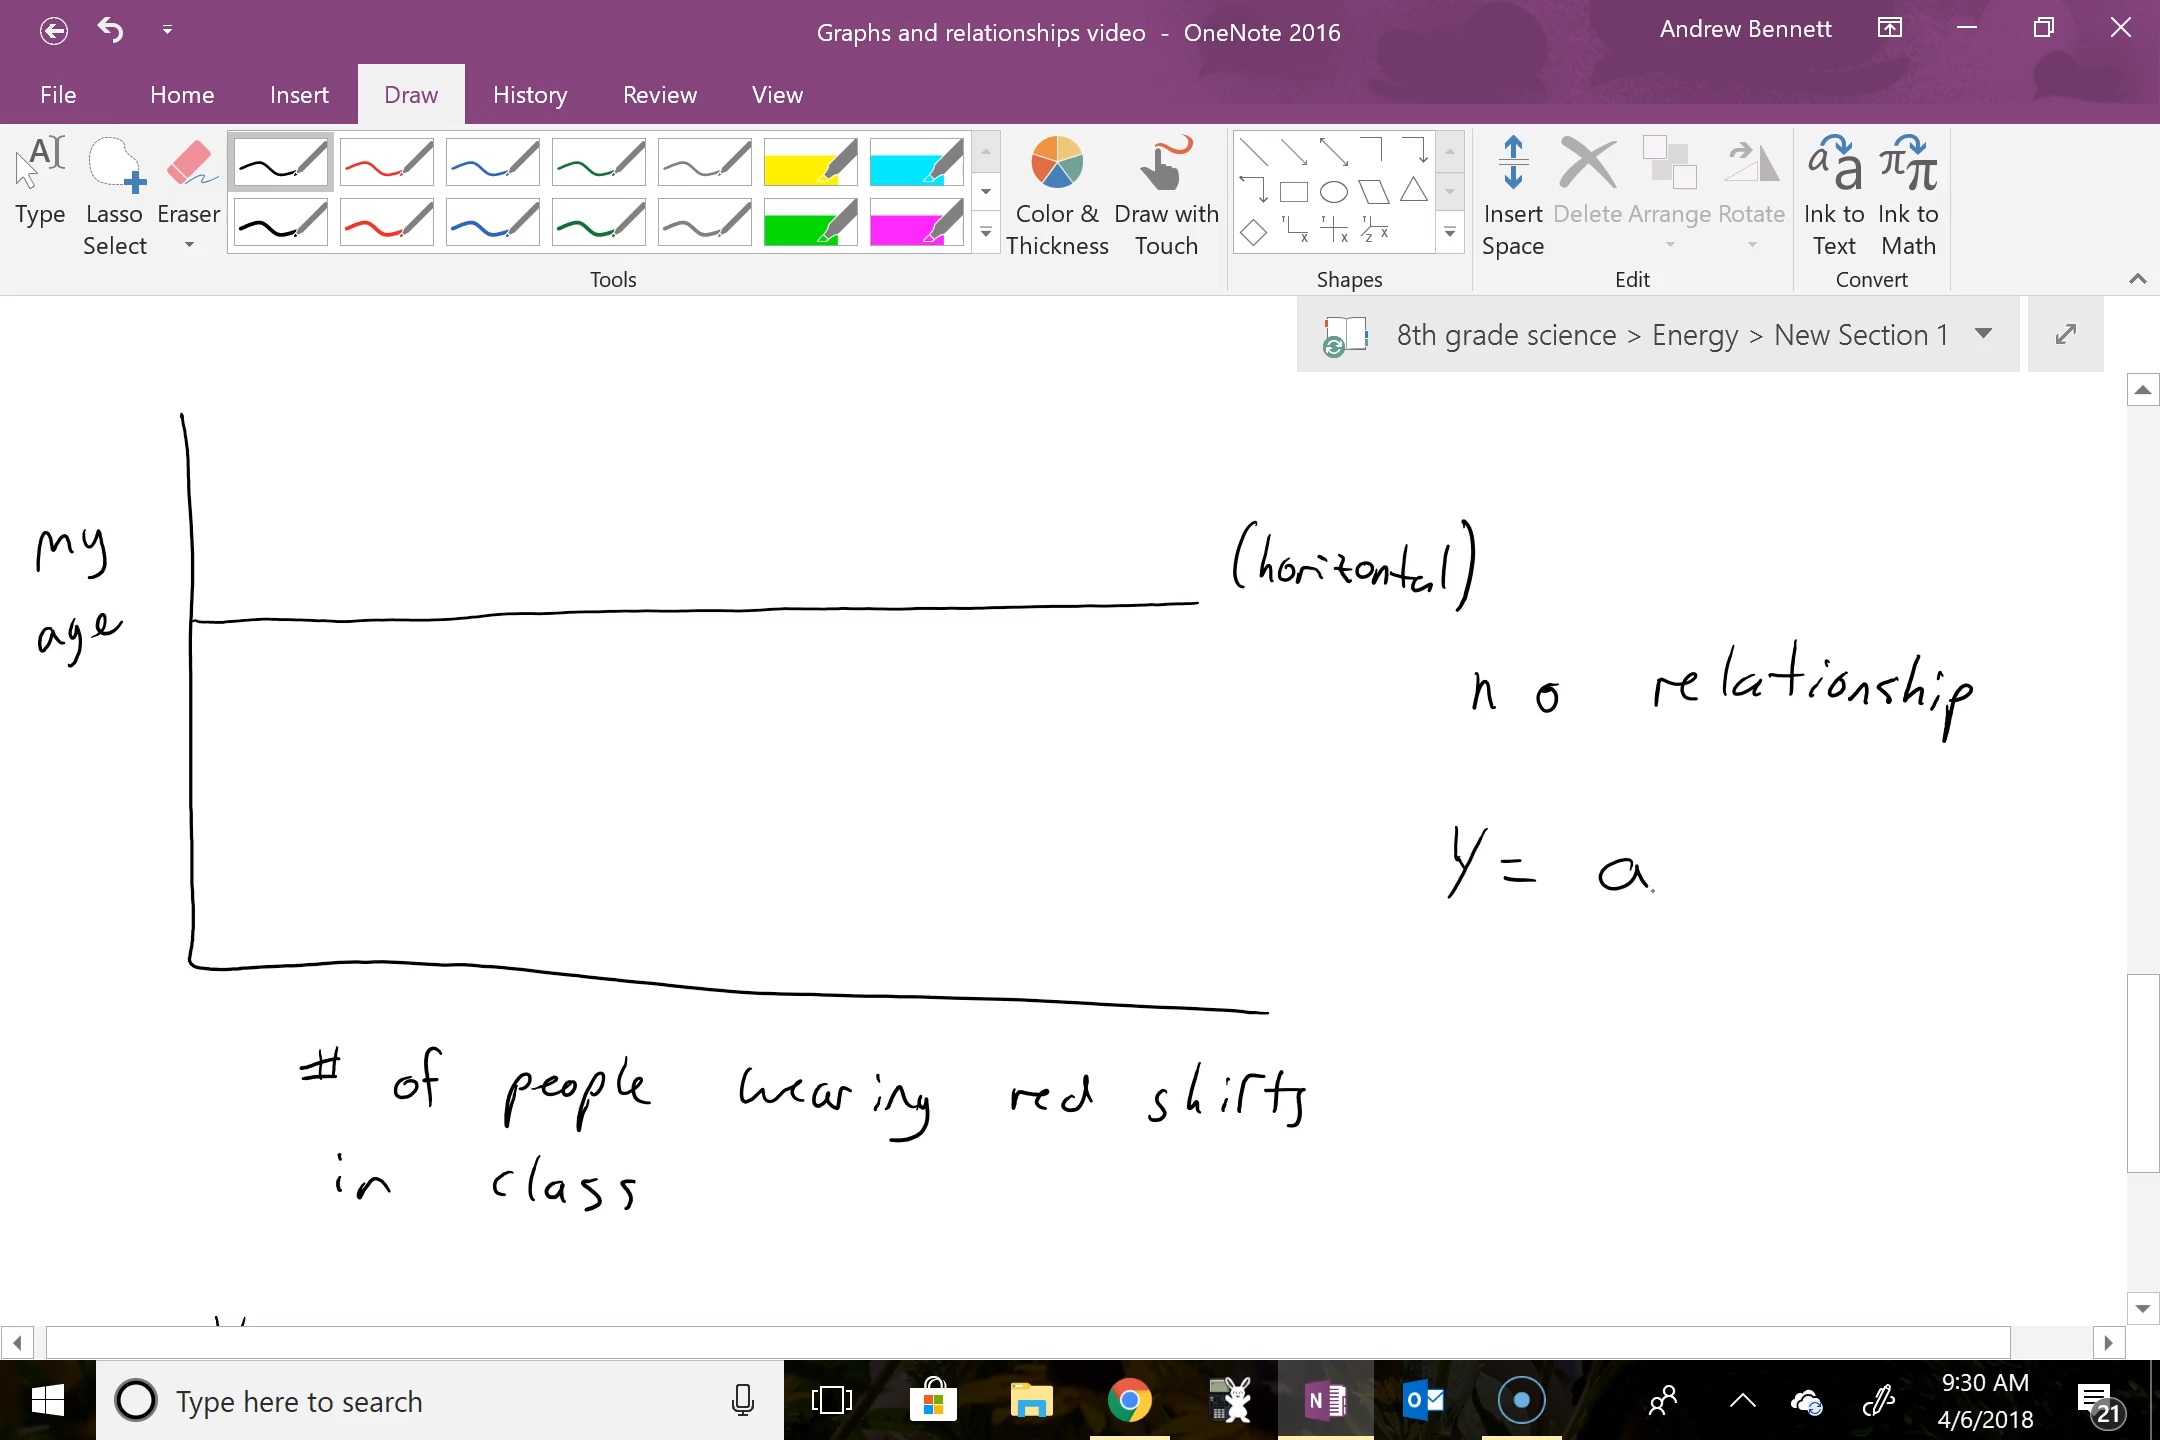 Graphs and relationships video - OneNote 2016
Andrew Bennett
File Home Insert Draw History Review View
Type
Lasso Select
Eraser
Color & Thickness
Draw with Touch
Insert Space
Delete
Arrange
Rotate
Ink to Text
Ink to Math
Tools
Shapes
Edit
Convert
8th grade science > Energy > New Section 1
my
age
(horizontal)
no relationship
y = a
# of people wearing red shirts
in class
Type here to search
9:30 AM
4/6/2018
21